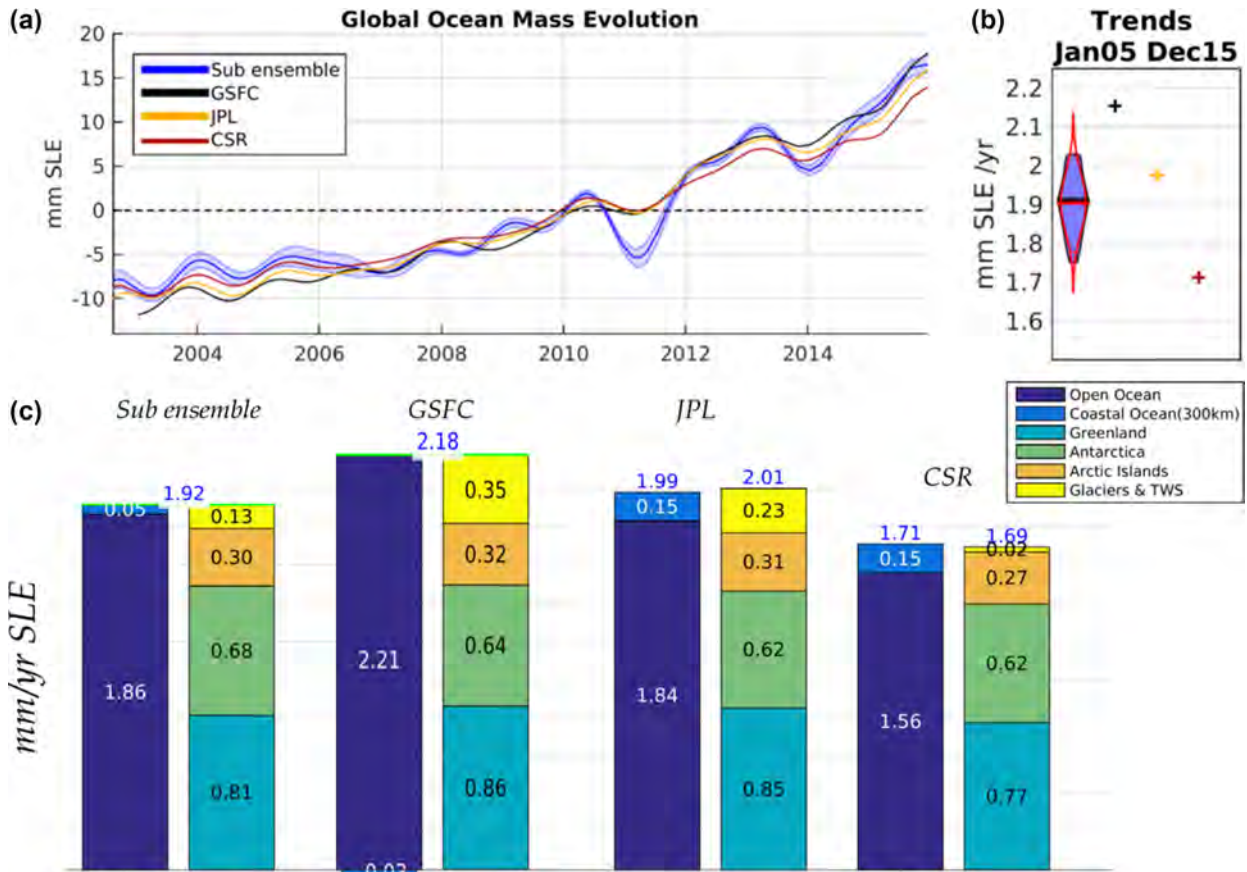 (a)
Global Ocean Mass Evolution
mm SLE
20
15
10
5
0
-5
-10
Sub ensemble
GSFC
JPL
CSR
2004 2006 2008 2010 2012 2014
(b)
Trends
Jan05 Dec15
mm SLE /yr
2.2
2.1
2
1.9
1.8
1.7
1.6
(c)
Sub ensemble GSFC JPL CSR
Open Ocean
Coastal Ocean(300km)
Greenland
Antarctica
Arctic Islands
Glaciers & TWS
mm/yr SLE
1.92
0.05
1.86
0.13
0.30
0.68
0.81
2.18
2.21
0.35
0.32
0.64
0.86
1.99
0.15
1.84
2.01
0.23
0.31
0.62
0.85
1.71
0.15
1.56
1.69
0.02
0.27
0.62
0.77